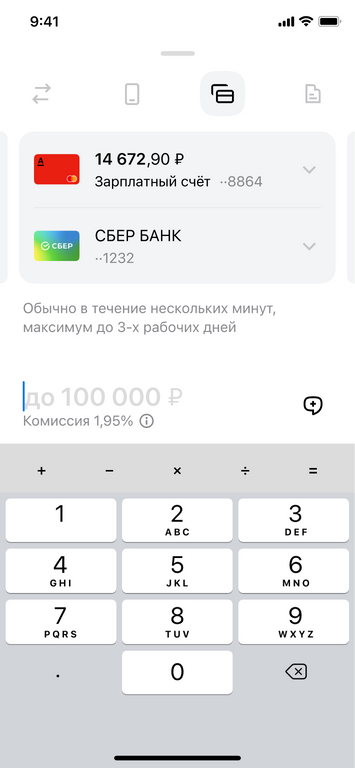 9:41
14 672,90 ₽
Зарплатный счёт ··8864
СБЕР
СБЕР БАНК
··1232
Обычно в течение нескольких минут,
максимум до 3-х рабочих дней
до 100 000 ₽
Комиссия 1,95%
+ − × ÷ =
1 2 3
ABC DEF
4 5 6
GHI JKL MNO
7 8 9
PQRS TUV WXYZ
. 0